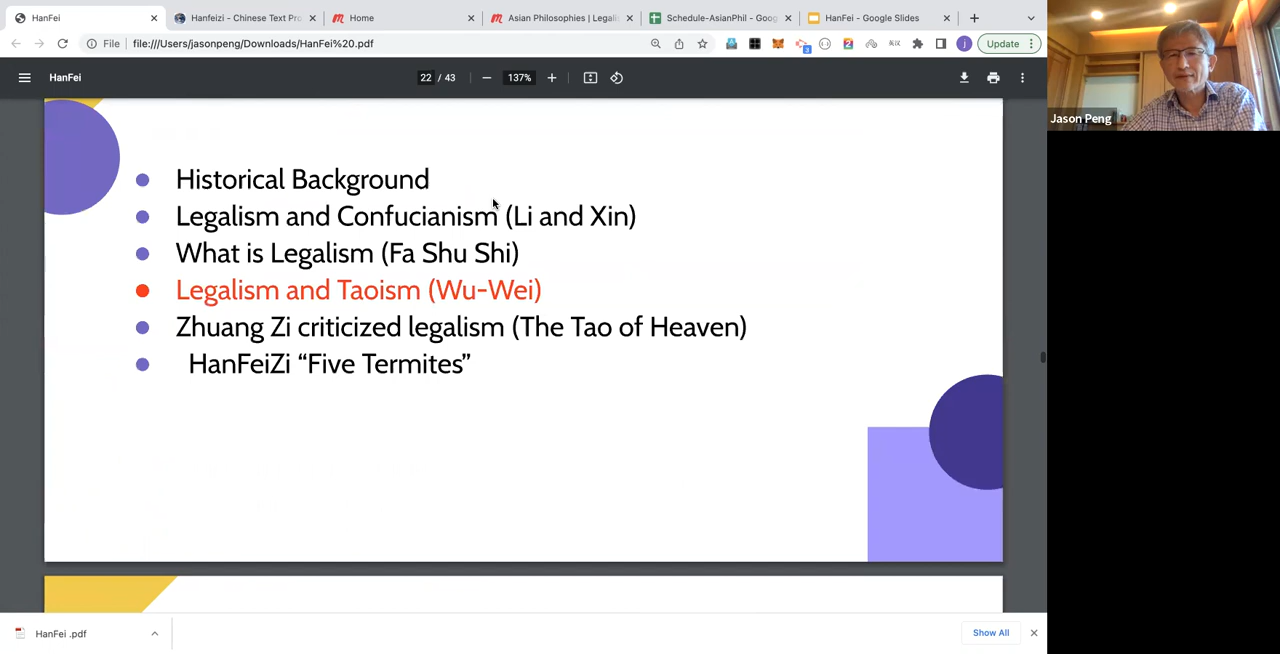 HanFei
Hanfeizi - Chinese Text Pro
Home
Asian Philosophies | Legali
Schedule-AsianPhil - Goog
HanFei - Google Slides
File
file:///Users/jasonpeng/Downloads/HanFei%20.pdf
j
Update
HanFei
22 / 43
137%
Jason Peng
Historical Background
Legalism and Confucianism (Li and Xin)
What is Legalism (Fa Shu Shi)
Legalism and Taoism (Wu-Wei)
Zhuang Zi criticized legalism (The Tao of Heaven)
HanFeiZi “Five Termites”
HanFei .pdf
Show All